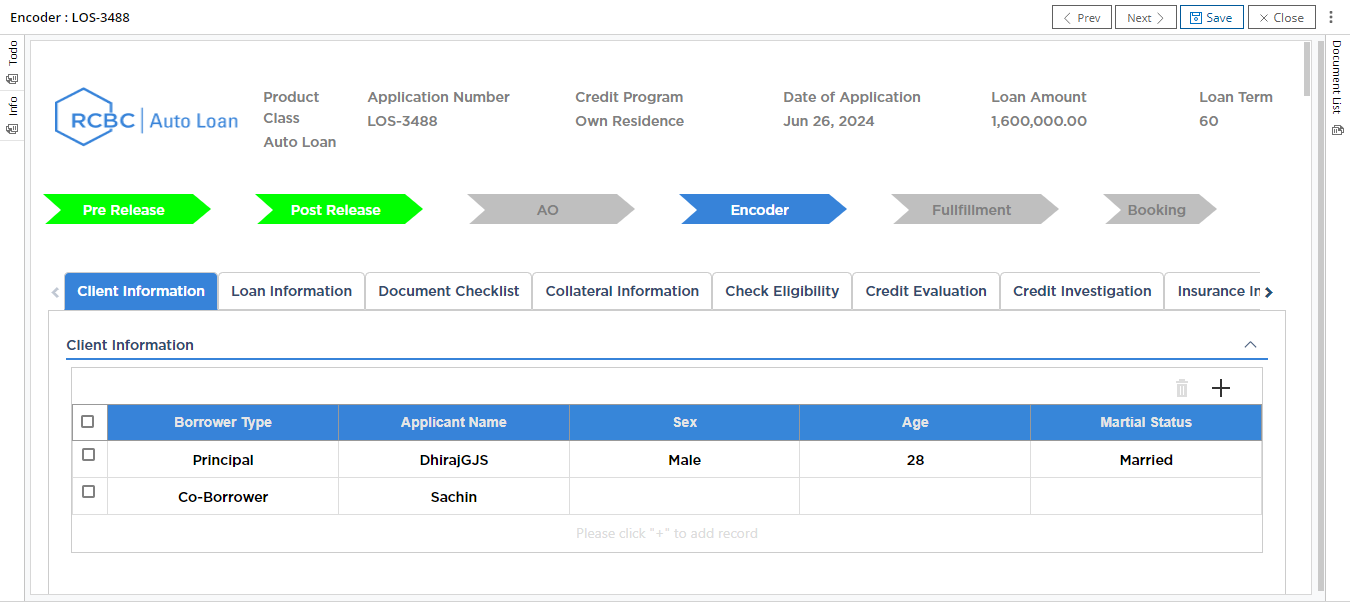 Encoder : LOS-3488
Prev
Next
Save
Close
Todo
Info
Document List
RCBC Auto Loan
Product Class
Auto Loan
Application Number
LOS-3488
Credit Program
Own Residence
Date of Application
Jun 26, 2024
Loan Amount
1,600,000.00
Loan Term
60
Pre Release
Post Release
AO
Encoder
Fullfillment
Booking
Client Information
Loan Information
Document Checklist
Collateral Information
Check Eligibility
Credit Evaluation
Credit Investigation
Insurance In
Client Information
Borrower Type Applicant Name Sex Age Martial Status
Principal DhirajGJS Male 28 Married
Co-Borrower Sachin
Please click "+" to add record